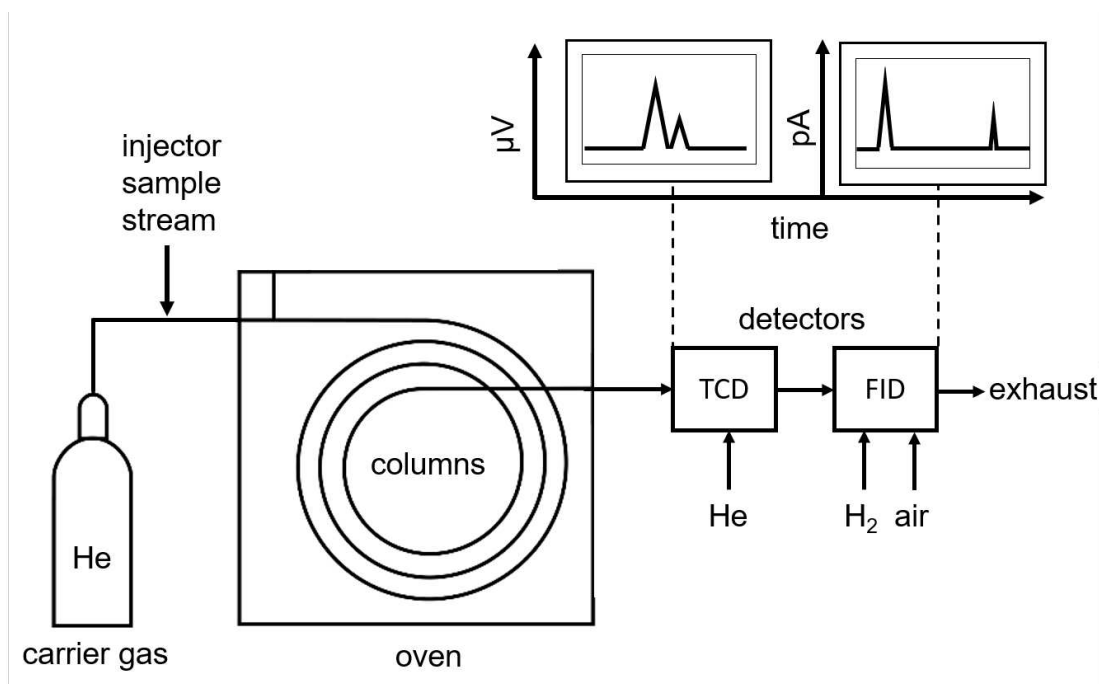 µV
pA
time
injector
sample
stream
detectors
TCD
FID
exhaust
columns
He
H₂ air
He
carrier gas
oven